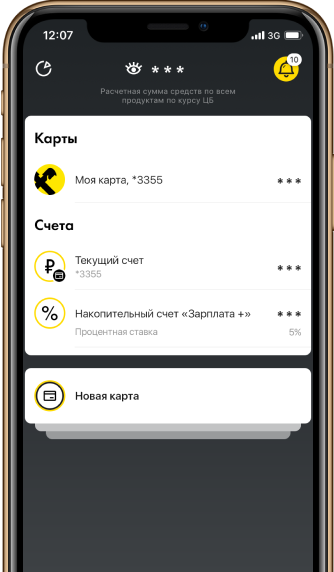 12:07
3G
* * *
10
Расчетная сумма средств по всем
продуктам по курсу ЦБ
Карты
Моя карта, *3355
* * *
Счета
Текущий счет
* * *
*3355
Накопительный счет «Зарплата +»
* * *
Процентная ставка
5%
Новая карта